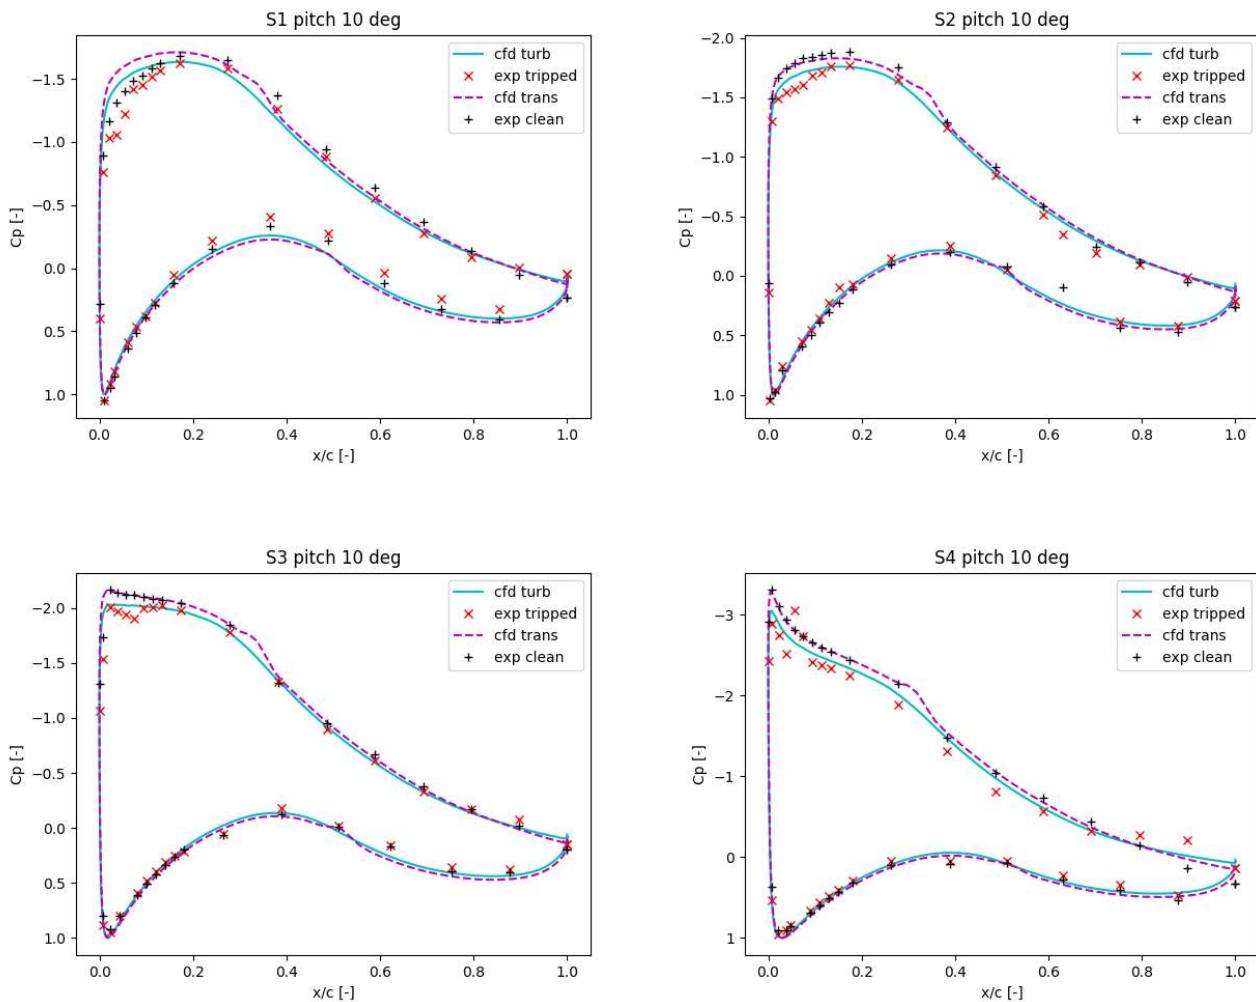 S1 pitch 10 deg
cfd turb
exp tripped
cfd trans
exp clean
−1.5
−1.0
−0.5
0.0
0.5
1.0
Cp [-]
0.0 0.2 0.4 0.6 0.8 1.0
x/c [-]
S2 pitch 10 deg
cfd turb
exp tripped
cfd trans
exp clean
−2.0
−1.5
−1.0
−0.5
0.0
0.5
1.0
Cp [-]
0.0 0.2 0.4 0.6 0.8 1.0
x/c [-]
S3 pitch 10 deg
cfd turb
exp tripped
cfd trans
exp clean
−2.0
−1.5
−1.0
−0.5
0.0
0.5
1.0
Cp [-]
0.0 0.2 0.4 0.6 0.8 1.0
x/c [-]
S4 pitch 10 deg
cfd turb
exp tripped
cfd trans
exp clean
−3
−2
−1
0
1
Cp [-]
0.0 0.2 0.4 0.6 0.8 1.0
x/c [-]